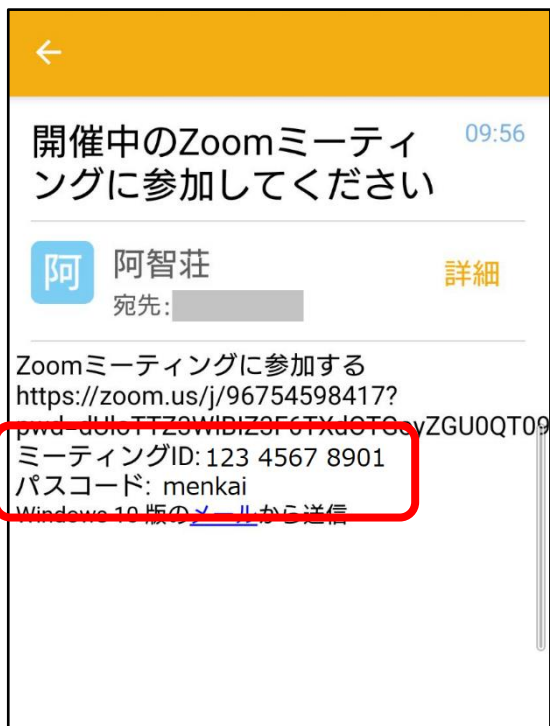 開催中のZoomミーティ
09:56
ングに参加してください
阿
阿智荘
詳細
宛先:
Zoomミーティングに参加する
https://zoom.us/j/96754598417?
ミーティングID: 123 4567 8901
パスコード: menkai
Windows 10 版のメールから送信